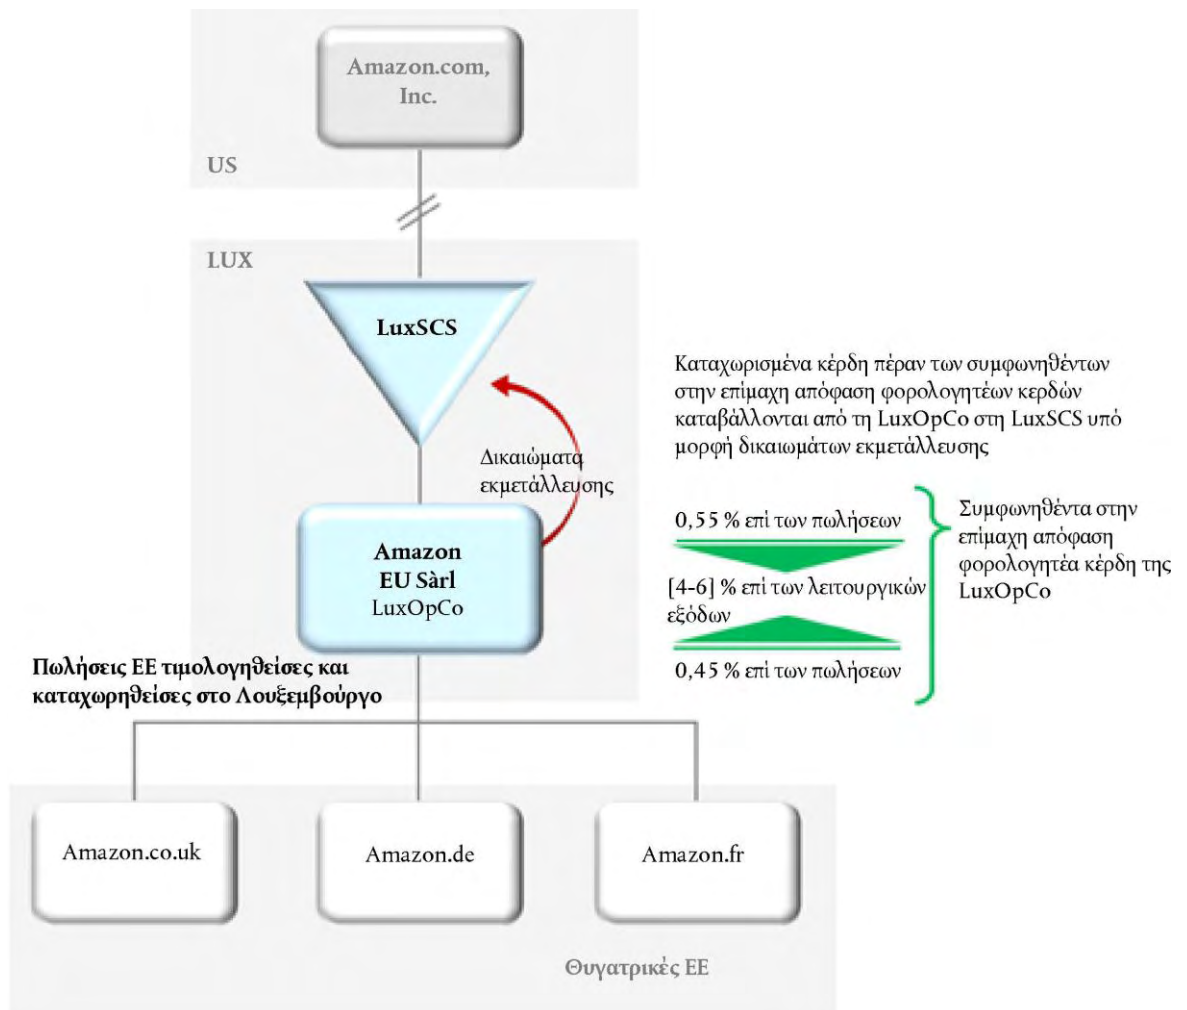 Amazon.com,
Inc.
US
LUX
LuxSCS
Δικαιώματα
εκμετάλλευσης
Καταχωρισμένα κέρδη πέραν των συμφωνηθέντων
στην επίμαχη απόφαση φορολογητέων κερδών
καταβάλλονται από τη LuxOpCo στη LuxSCS υπό
μορφή δικαιωμάτων εκμετάλλευσης
0,55 % επί των πωλήσεων
[4-6] % επί των λειτουργικών
εξόδων
0,45 % επί των πωλήσεων
Συμφωνηθέντα στην
επίμαχη απόφαση
φορολογητέα κέρδη της
LuxOpCo
Amazon
EU Sàrl
LuxOpCo
Πωλήσεις ΕΕ τιμολογηθείσες και
καταχωρηθείσες στο Λουξεμβούργο
Amazon.co.uk
Amazon.de
Amazon.fr
Θυγατρικές ΕΕ